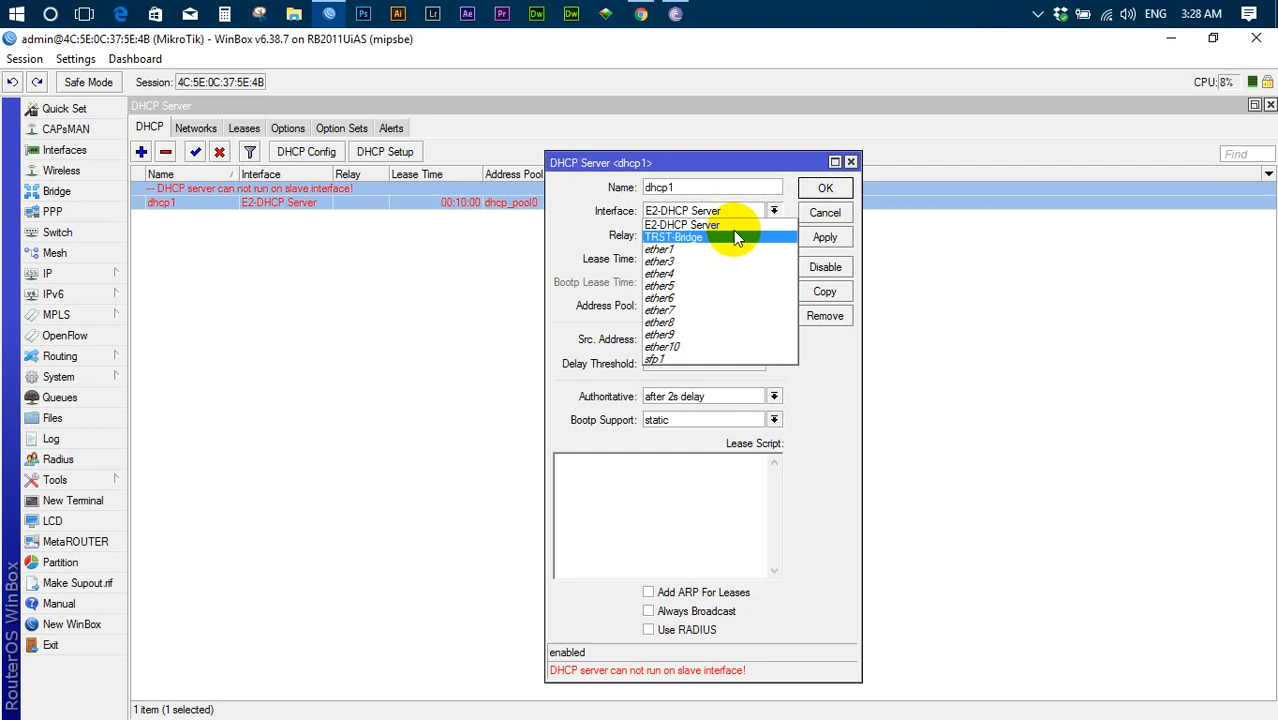 Ps
Ai
Lr
Ae
Pr
Dw
Dw
ENG
3:28 AM
admin@4C:5E:0C:37:5E:4B (MikroTik) - WinBox v6.38.7 on RB2011UiAS (mipsbe)
Session Settings Dashboard
Safe Mode Session: 4C:5E:0C:37:5E:4B CPU: 8%
Quick Set
CAPsMAN
Interfaces
Wireless
Bridge
PPP
Switch
Mesh
IP
IPv6
MPLS
OpenFlow
Routing
System
Queues
Files
Log
Radius
Tools
New Terminal
LCD
MetaROUTER
Partition
Make Supout.rif
Manual
New WinBox
Exit
RouterOS WinBox
DHCP Server
DHCP Networks Leases Options Option Sets Alerts
DHCP Config DHCP Setup Find
Name / Interface Relay Lease Time Address Pool
--- DHCP server can not run on slave interface!
dhcp1 E2-DHCP Server 00:10:00 dhcp_pool0
1 item (1 selected)
DHCP Server <dhcp1>
Name: dhcp1
Interface: E2-DHCP Server
Relay:
Lease Time:
Bootp Lease Time:
Address Pool:
Src. Address:
Delay Threshold:
E2-DHCP Server
TRST-Bridge
ether1
ether3
ether4
ether5
ether6
ether7
ether8
ether9
ether10
sfp1
Authoritative: after 2s delay
Bootp Support: static
Lease Script:
Add ARP For Leases
Always Broadcast
Use RADIUS
enabled
DHCP server can not run on slave interface!
OK
Cancel
Apply
Disable
Copy
Remove